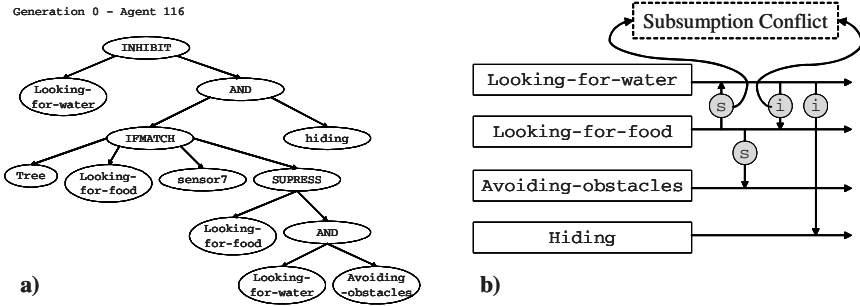 Generation 0 - Agent 116
INHIBIT
Looking-
for-water
AND
IFMATCH
hiding
Tree
Looking-
for-food
sensor7
SUPRESS
Looking-
for-food
AND
Looking-
for-water
Avoiding
-obstacles
a)
Subsumption Conflict
Looking-for-water
s
i
i
Looking-for-food
s
Avoiding-obstacles
Hiding
b)